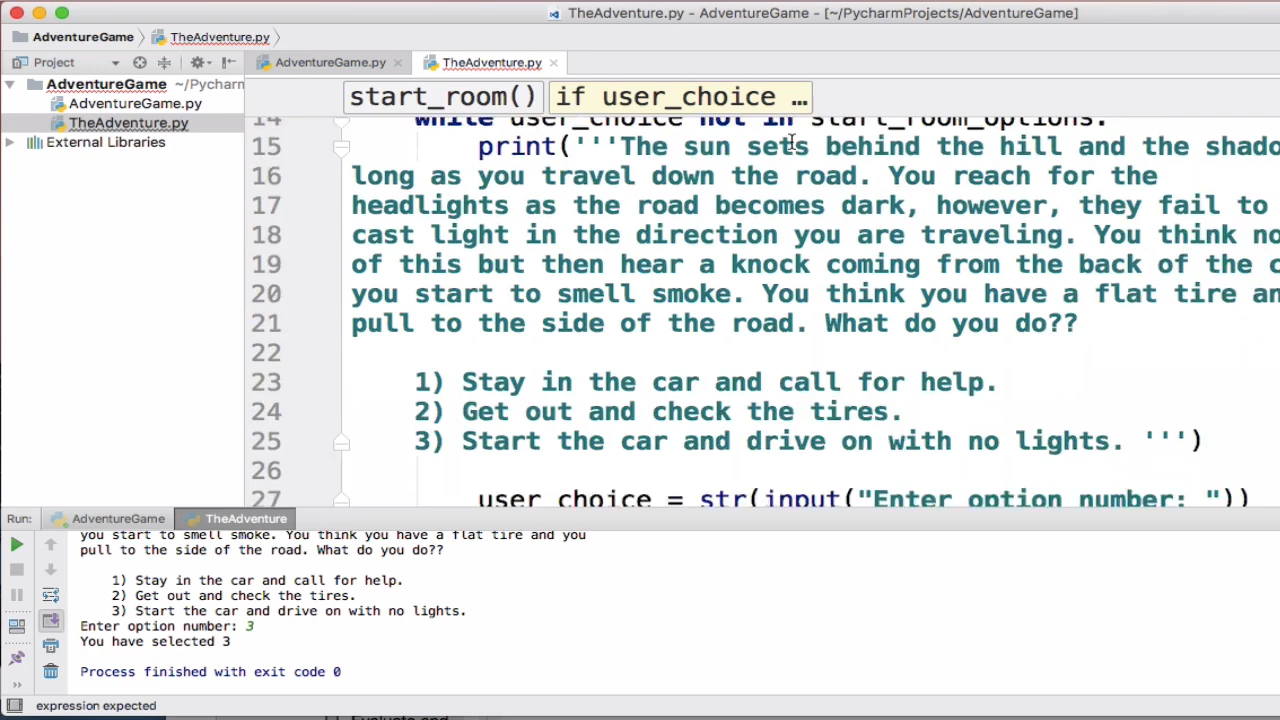 TheAdventure.py - AdventureGame - [~/PycharmProjects/AdventureGame]
AdventureGame
TheAdventure.py
Project
AdventureGame.py
TheAdventure.py
AdventureGame ~/Pycharm
AdventureGame.py
TheAdventure.py
External Libraries
start_room()
if user_choice …
14 while user_choice not in start_room_options:
15 print('''The sun sets behind the hill and the shado
16 long as you travel down the road. You reach for the
17 headlights as the road becomes dark, however, they fail to
18 cast light in the direction you are traveling. You think no
19 of this but then hear a knock coming from the back of the c
20 you start to smell smoke. You think you have a flat tire an
21 pull to the side of the road. What do you do??
22
23 1) Stay in the car and call for help.
24 2) Get out and check the tires.
25 3) Start the car and drive on with no lights. ''')
26
27 user_choice = str(input("Enter option number: "))
Run: AdventureGame TheAdventure
you start to smell smoke. You think you have a flat tire and you
pull to the side of the road. What do you do??
1) Stay in the car and call for help.
2) Get out and check the tires.
3) Start the car and drive on with no lights.
Enter option number: 3
You have selected 3
Process finished with exit code 0
expression expected
Evaluate and